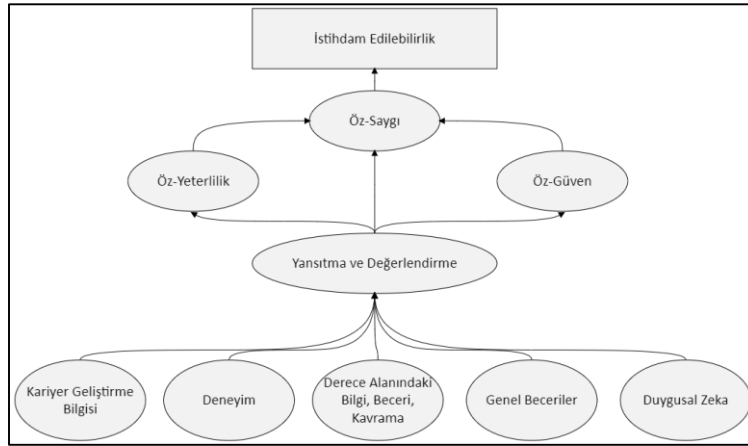 İstihdam Edilebilirlik
Öz-Saygı
Öz-Yeterlilik
Öz-Güven
Yansıtma ve Değerlendirme
Kariyer Geliştirme
Bilgisi
Deneyim
Derece Alanındaki
Bilgi, Beceri,
Kavrama
Genel Beceriler
Duygusal Zeka